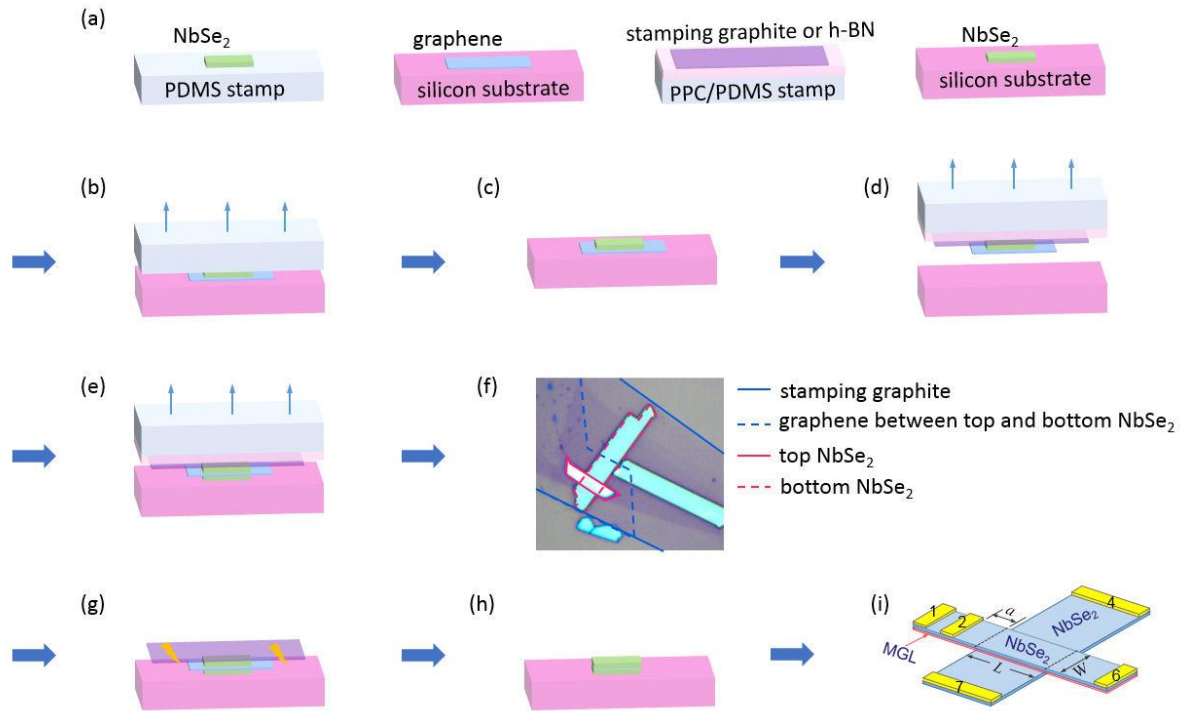 (a)
NbSe₂
PDMS stamp
graphene
silicon substrate
stamping graphite or h-BN
PPC/PDMS stamp
NbSe₂
silicon substrate
(b)
(c)
(d)
(e)
(f)
stamping graphite
graphene between top and bottom NbSe₂
top NbSe₂
bottom NbSe₂
(g)
(h)
(i)
1
2
a
4
NbSe₂
NbSe₂
MGL
L
W
7
6